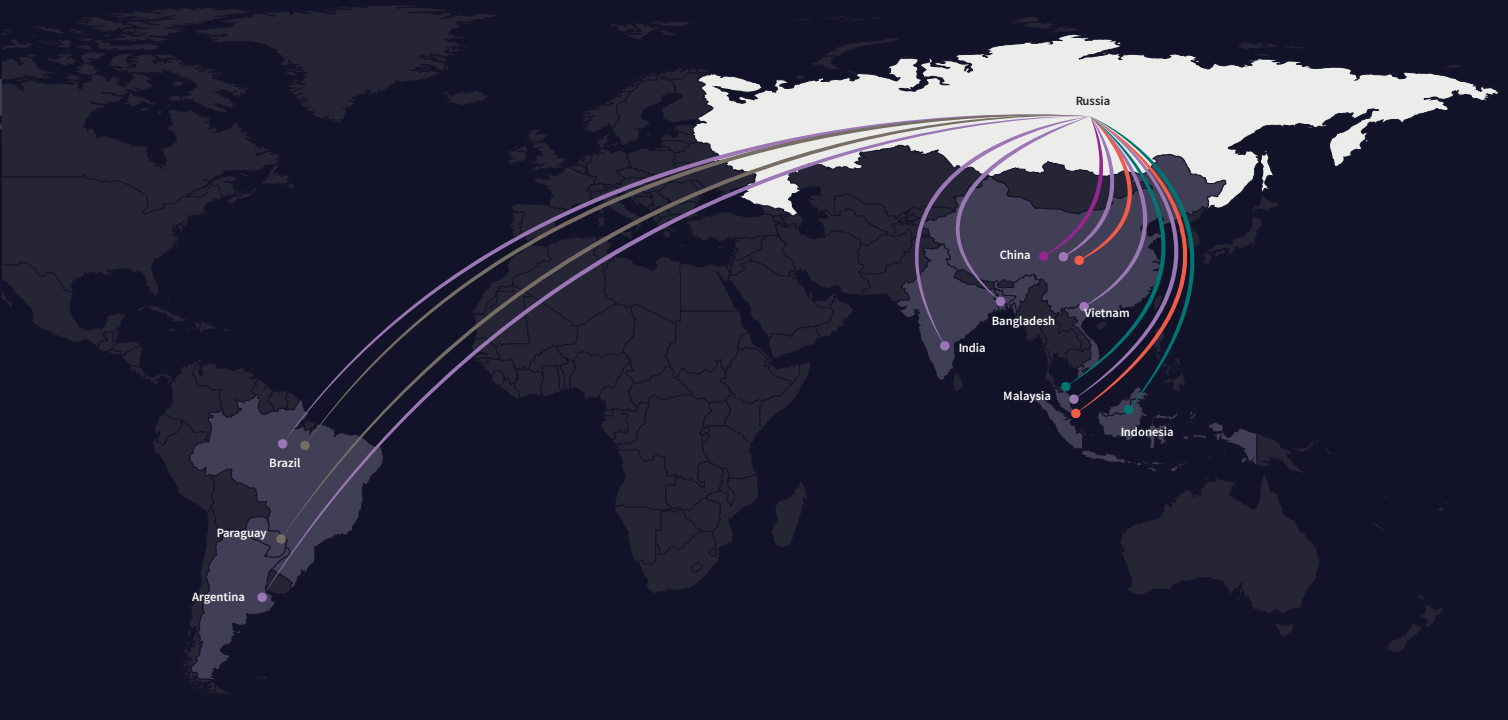 Russia
China
Vietnam
Bangladesh
India
Malaysia
Indonesia
Brazil
Paraguay
Argentina